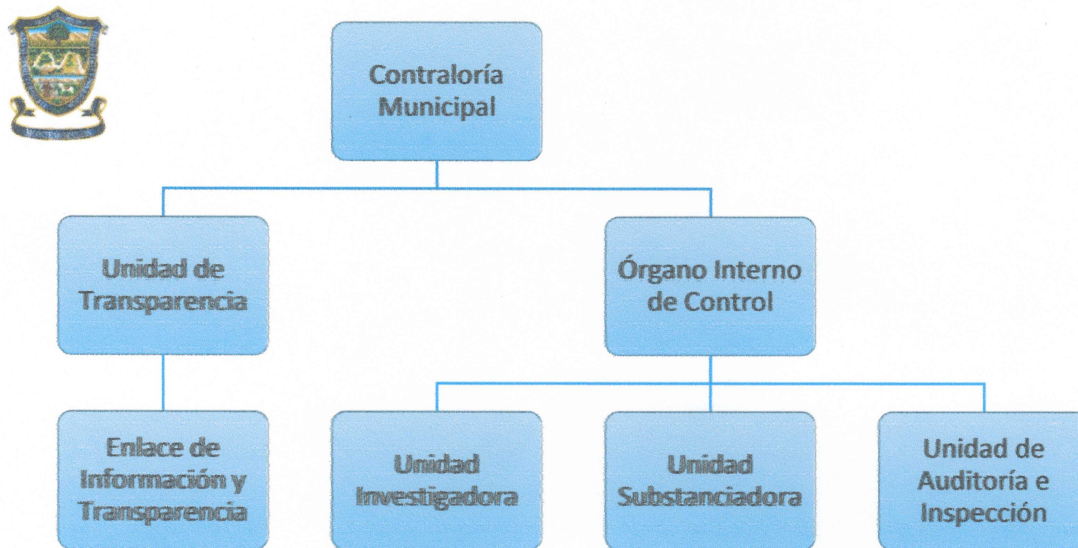 Contraloría
Municipal
Unidad de
Transparencia
Órgano Interno
de Control
Enlace de
Información y
Transparencia
Unidad
Investigadora
Unidad
Substanciadora
Unidad de
Auditoría e
Inspección